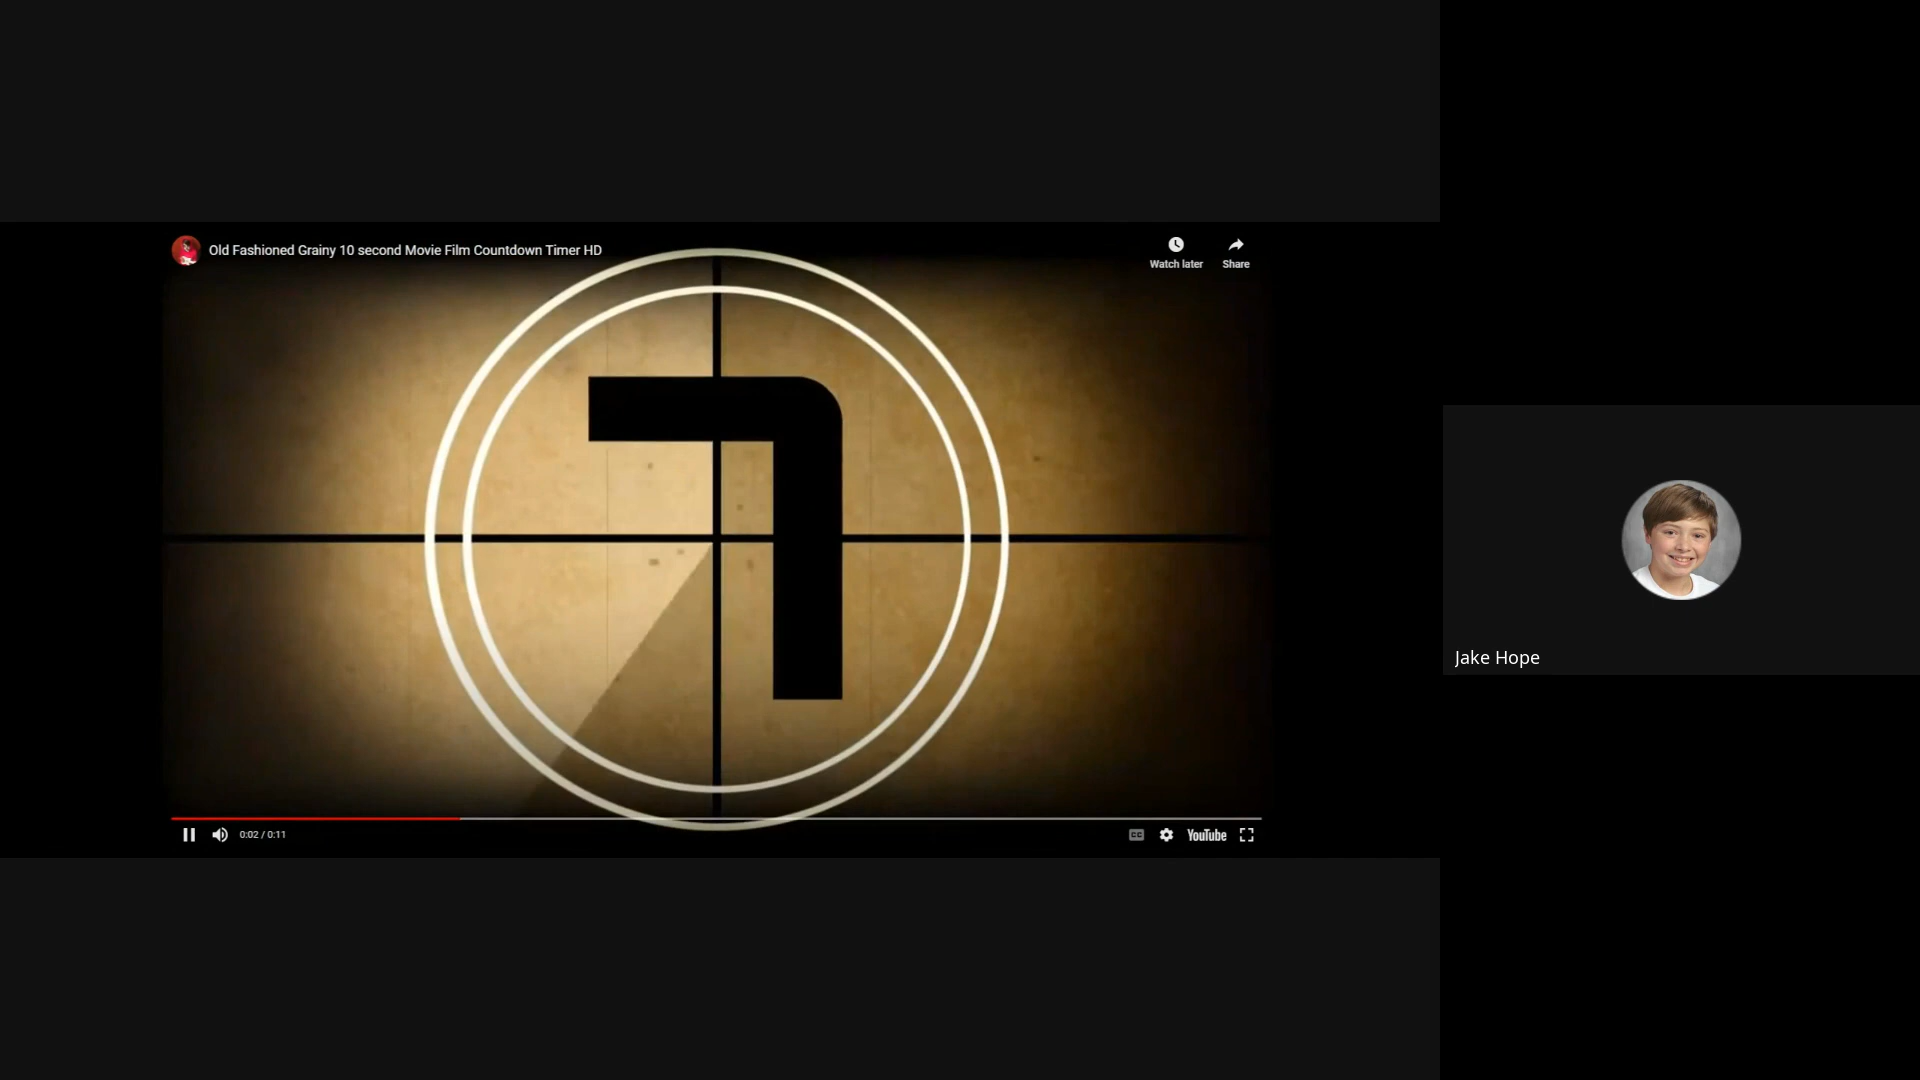 Old Fashioned Grainy 10 second Movie Film Countdown Timer HD
Watch later
Share
7
Jake Hope
0:02 / 0:11
CC
YouTube